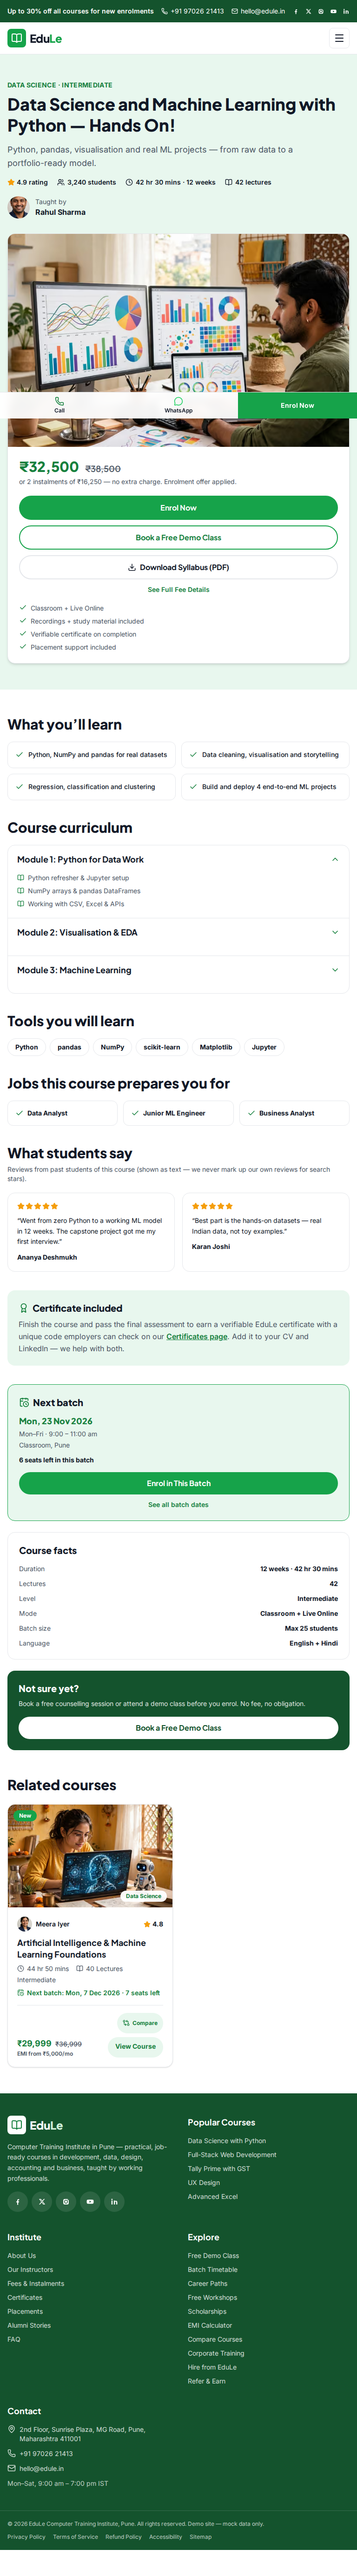 Up to 30% off all courses for new enrolments +91 97026 21413 hello@edule.in
EduLe
DATA SCIENCE · INTERMEDIATE
Data Science and Machine Learning with
Python — Hands On!
Python, pandas, visualisation and real ML projects — from raw data to a
portfolio-ready model.
4.9 rating 3,240 students 42 hr 30 mins · 12 weeks 42 lectures
Taught by
Rahul Sharma
Call
WhatsApp
Enrol Now
₹32,500 ₹38,500
or 2 instalments of ₹16,250 — no extra charge. Enrolment offer applied.
Enrol Now
Book a Free Demo Class
Download Syllabus (PDF)
See Full Fee Details
Classroom + Live Online
Recordings + study material included
Verifiable certificate on completion
Placement support included
What you’ll learn
Python, NumPy and pandas for real datasets
Data cleaning, visualisation and storytelling
Regression, classification and clustering
Build and deploy 4 end-to-end ML projects
Course curriculum
Module 1: Python for Data Work
Python refresher & Jupyter setup
NumPy arrays & pandas DataFrames
Working with CSV, Excel & APIs
Module 2: Visualisation & EDA
Module 3: Machine Learning
Tools you will learn
Python pandas NumPy scikit-learn Matplotlib Jupyter
Jobs this course prepares you for
Data Analyst Junior ML Engineer Business Analyst
What students say
Reviews from past students of this course (shown as text — we never mark up our own reviews for search
stars).
“Went from zero Python to a working ML model
in 12 weeks. The capstone project got me my
first interview.”
Ananya Deshmukh
“Best part is the hands-on datasets — real
Indian data, not toy examples.”
Karan Joshi
Certificate included
Finish the course and pass the final assessment to earn a verifiable EduLe certificate with a
unique code employers can check on our Certificates page. Add it to your CV and
LinkedIn — we help with both.
Next batch
Mon, 23 Nov 2026
Mon–Fri · 9:00 – 11:00 am
Classroom, Pune
6 seats left in this batch
Enrol in This Batch
See all batch dates
Course facts
Duration 12 weeks · 42 hr 30 mins
Lectures 42
Level Intermediate
Mode Classroom + Live Online
Batch size Max 25 students
Language English + Hindi
Not sure yet?
Book a free counselling session or attend a demo class before you enrol. No fee, no obligation.
Book a Free Demo Class
Related courses
New
Data Science
Meera Iyer 4.8
Artificial Intelligence & Machine
Learning Foundations
44 hr 50 mins 40 Lectures
Intermediate
Next batch: Mon, 7 Dec 2026 · 7 seats left
Compare
₹29,999 ₹36,999
EMI from ₹5,000/mo
View Course
EduLe
Computer Training Institute in Pune — practical, job-
ready courses in development, data, design,
accounting and business, taught by working
professionals.
Popular Courses
Data Science with Python
Full-Stack Web Development
Tally Prime with GST
UX Design
Advanced Excel
Institute
About Us
Our Instructors
Fees & Instalments
Certificates
Placements
Alumni Stories
FAQ
Explore
Free Demo Class
Batch Timetable
Career Paths
Free Workshops
Scholarships
EMI Calculator
Compare Courses
Corporate Training
Hire from EduLe
Refer & Earn
Contact
2nd Floor, Sunrise Plaza, MG Road, Pune,
Maharashtra 411001
+91 97026 21413
hello@edule.in
Mon–Sat, 9:00 am – 7:00 pm IST
© 2026 EduLe Computer Training Institute, Pune. All rights reserved. Demo site — mock data only.
Privacy Policy Terms of Service Refund Policy Accessibility Sitemap